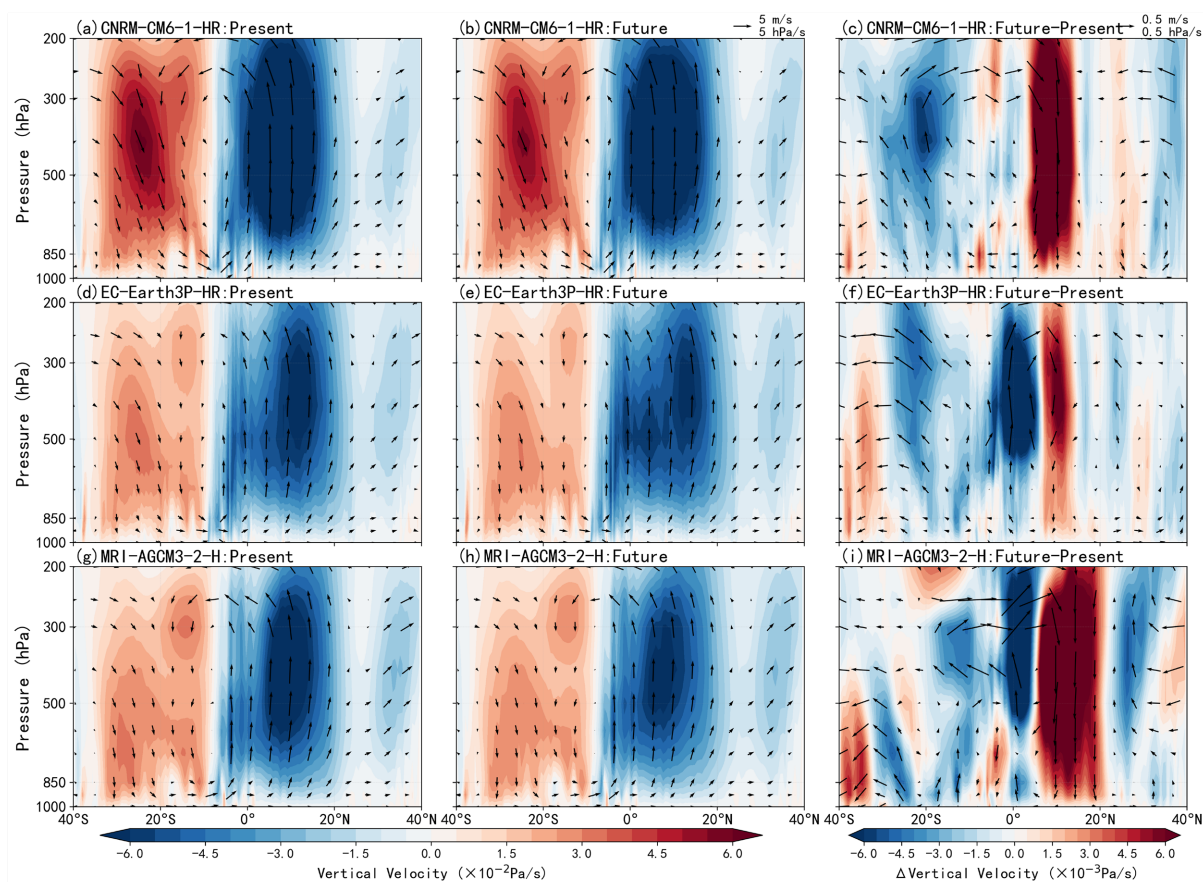 (a) CNRM-CM6-1-HR:Present
(b) CNRM-CM6-1-HR:Future
5 m/s
5 hPa/s
(c) CNRM-CM6-1-HR:Future-Present
0.5 m/s
0.5 hPa/s
Pressure (hPa)
200
300
500
850
1000
(d) EC-Earth3P-HR:Present
(e) EC-Earth3P-HR:Future
(f) EC-Earth3P-HR:Future-Present
Pressure (hPa)
200
300
500
850
1000
(g) MRI-AGCM3-2-H:Present
(h) MRI-AGCM3-2-H:Future
(i) MRI-AGCM3-2-H:Future-Present
Pressure (hPa)
200
300
500
850
1000
40°S 20°S 0° 20°N 40°N
20°S 0° 20°N 40°N
20°S 0° 20°N 40°N
-6.0 -4.5 -3.0 -1.5 0.0 1.5 3.0 4.5 6.0
Vertical Velocity (×10⁻²Pa/s)
-6.0 -4.5 -3.0 -1.5 0.0 1.5 3.0 4.5 6.0
ΔVertical Velocity (×10⁻³Pa/s)